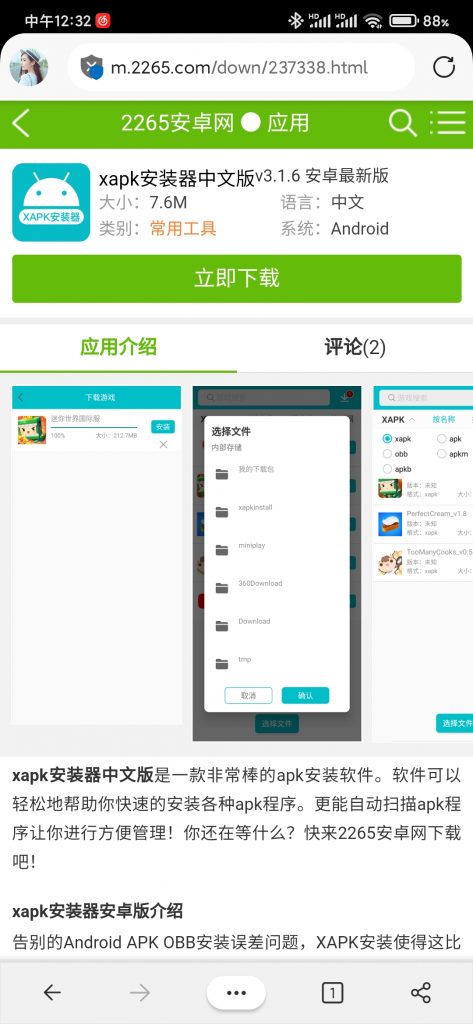 中午12:32 88%
m.2265.com/down/237338.html
2265安卓网 应用
XAPK安装器
xapk安装器中文版v3.1.6 安卓最新版
大小：7.6M 语言：中文
类别：常用工具 系统：Android
立即下载
应用介绍 评论(2)
下载游戏
迷你世界国际服
100% 大小：212.7MB
安装
游戏搜索
选择文件
内部存储
我的下载包
xapkinstall
miniplay
360Download
Download
tmp
取消 确认
选择文件
游戏搜索
XAPK 按名称
xapk apk
obb apkm
apkb
版本：未知
格式：xapk 大小：
PerfectCream_v1.8
版本：未知
格式：xapk 大小：
TooManyCooks_v0.5
版本：未知
格式：xapk 大小：
选择文件
xapk安装器中文版是一款非常棒的apk安装软件。软件可以
轻松地帮助你快速的安装各种apk程序。更能自动扫描apk程
序让你进行方便管理！你还在等什么？快来2265安卓网下载
吧！
xapk安装器安卓版介绍
告别的Android APK OBB安装误差问题，XAPK安装使得这比
1